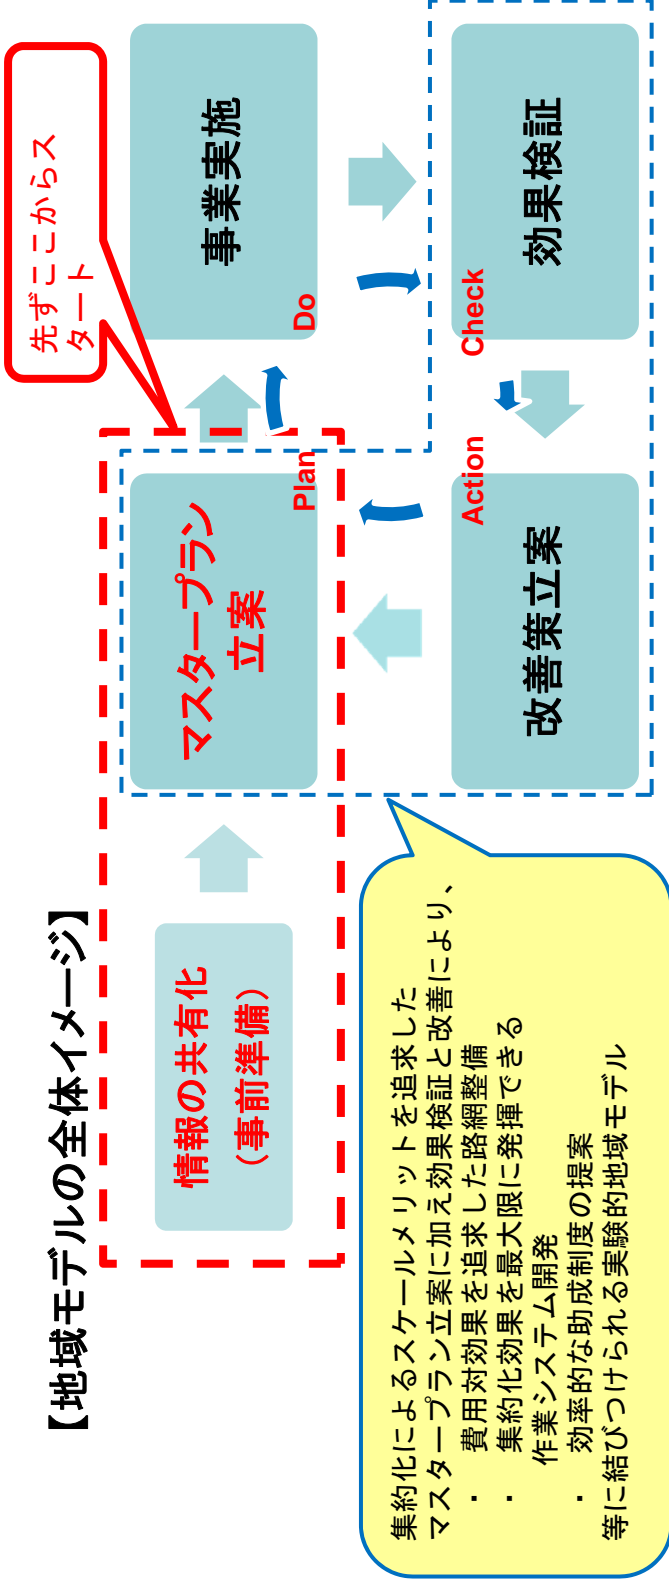 【地域モデルの全体イメージ】
先ずここからス
タート
情報の共有化
（事前準備）
マスタープラン
立案
Plan
事業実施
Do
改善策立案
Action
効果検証
Check
集約化によるスケールメリットを追求した
マスタープラン立案に加え効果検証と改善により、
・ 費用対効果を追求した路網整備
・ 集約化効果を最大限に発揮できる
作業システム開発
・ 効率的な助成制度の提案
等に結びつけられる実験的地域モデル